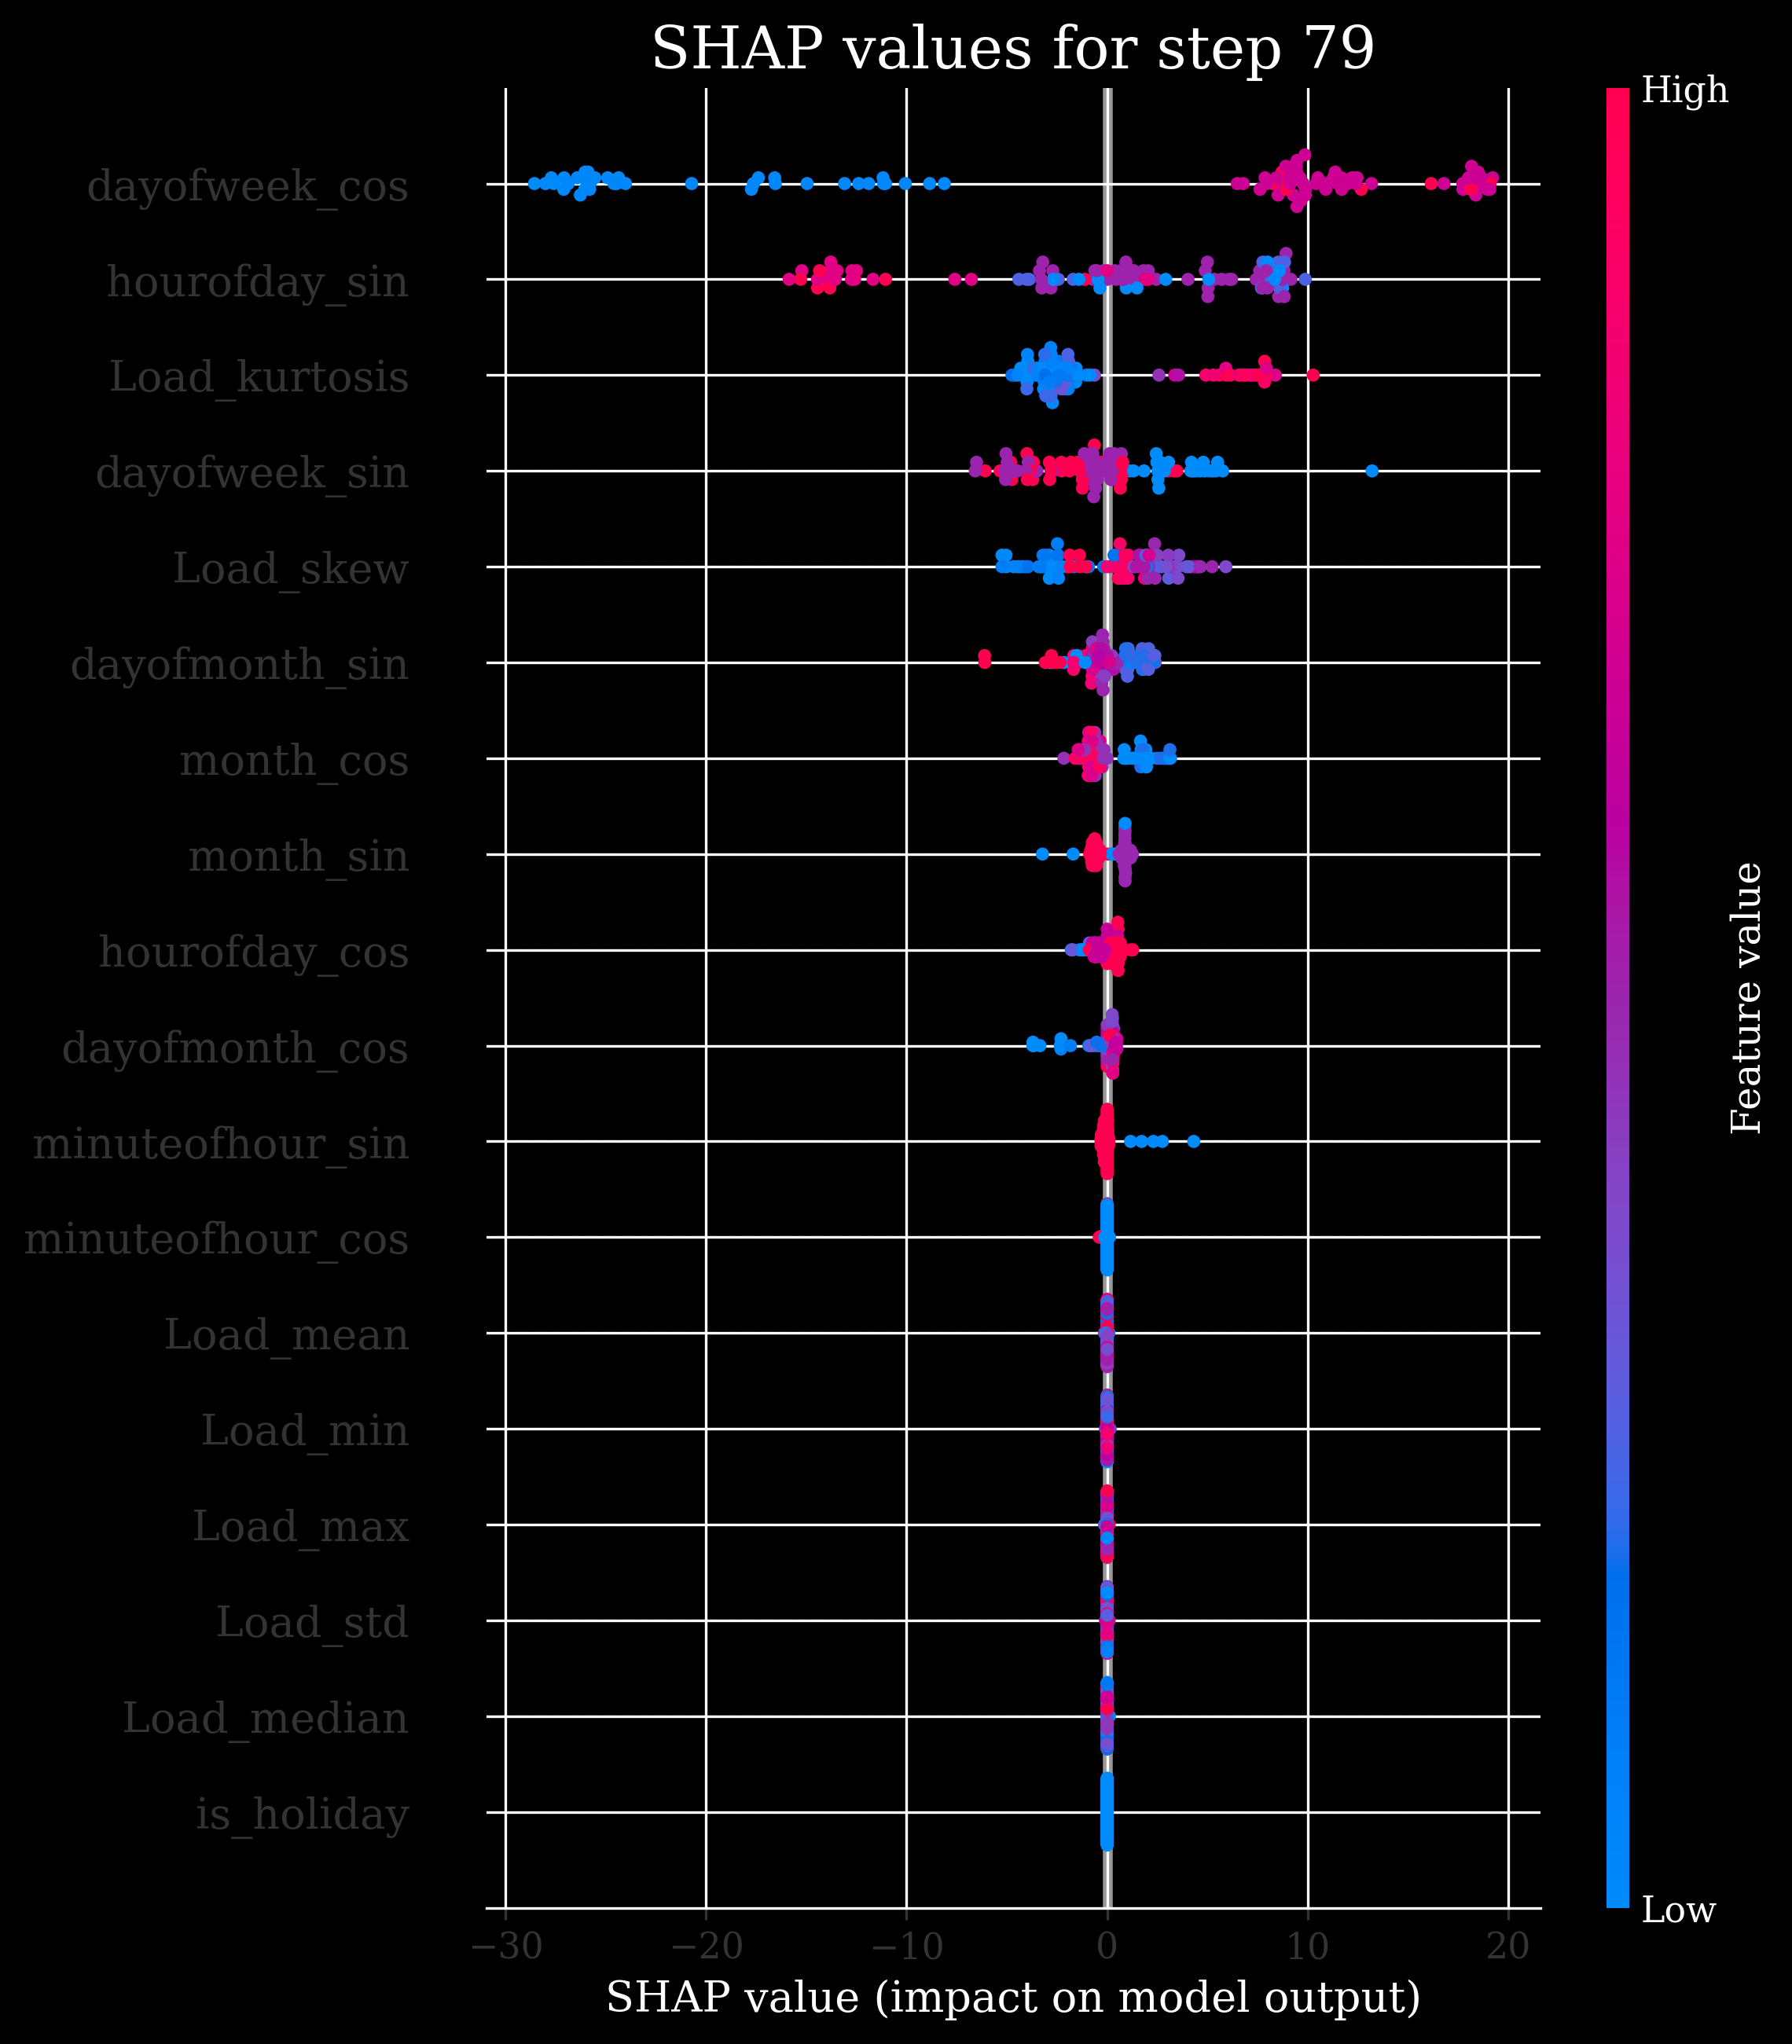 SHAP values for step 79
High
dayofweek_cos
hourofday_sin
Load_kurtosis
dayofweek_sin
Load_skew
dayofmonth_sin
month_cos
month_sin
hourofday_cos
dayofmonth_cos
minuteofhour_sin
minuteofhour_cos
Load_mean
Load_min
Load_max
Load_std
Load_median
is_holiday
Feature value
Low
−30 −20 −10 0 10 20
SHAP value (impact on model output)